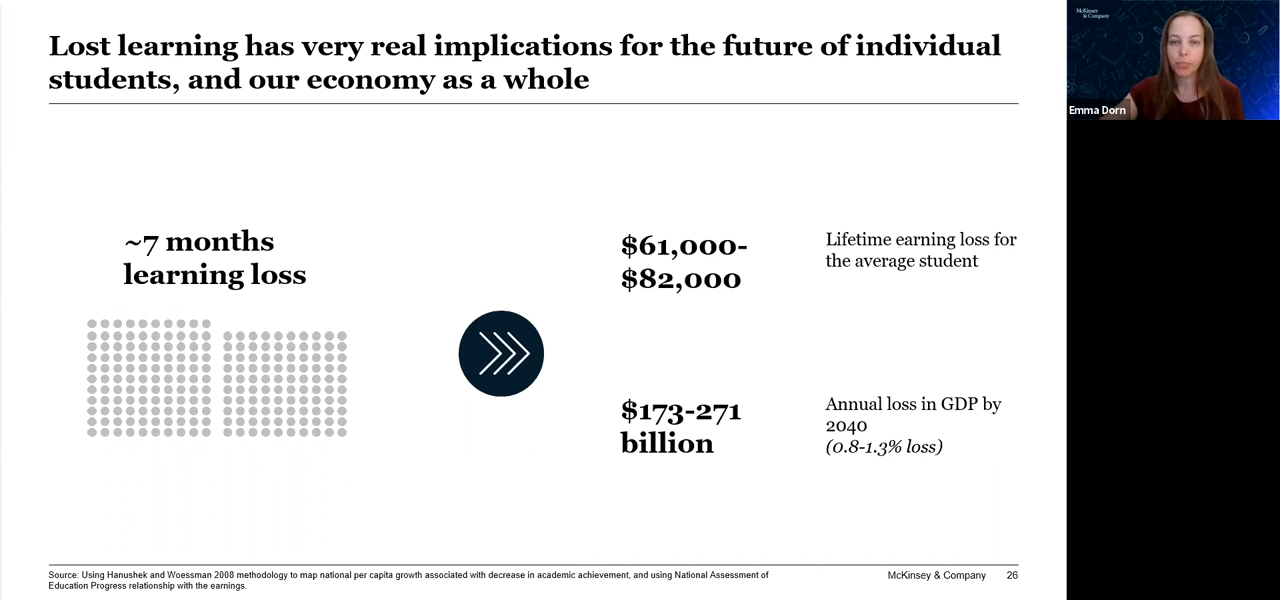 Lost learning has very real implications for the future of individual
students, and our economy as a whole
~7 months
learning loss
$61,000-
$82,000
Lifetime earning loss for
the average student
$173-271
billion
Annual loss in GDP by
2040
(0.8-1.3% loss)
Source: Using Hanushek and Woessman 2008 methodology to map national per capita growth associated with decrease in academic achievement, and using National Assessment of
Education Progress relationship with the earnings.
McKinsey & Company
26
McKinsey
& Company
Emma Dorn